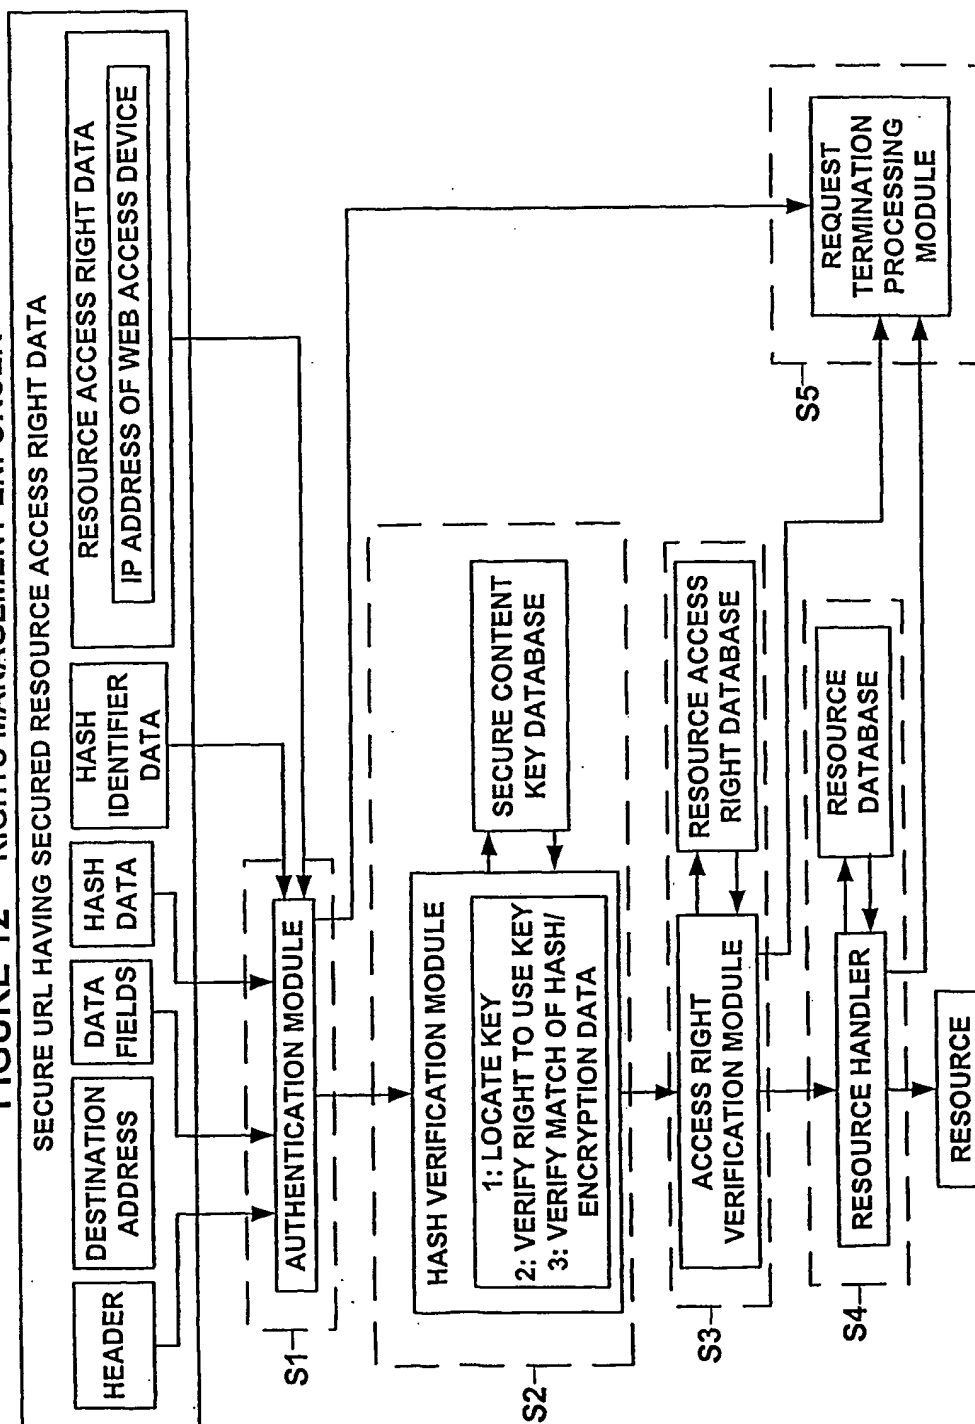 FIGURE 12 RIGHTS MANAGEMENT ENFORCER
SECURE URL HAVING SECURED RESOURCE ACCESS RIGHT DATA
HEADER
DESTINATION
ADDRESS
DATA
FIELDS
HASH
DATA
HASH
IDENTIFIER
DATA
RESOURCE ACCESS RIGHT DATA
IP ADDRESS OF WEB ACCESS DEVICE
S1
AUTHENTICATION MODULE
S2
HASH VERIFICATION MODULE
1: LOCATE KEY
2: VERIFY RIGHT TO USE KEY
3: VERIFY MATCH OF HASH/
ENCRYPTION DATA
SECURE CONTENT
KEY DATABASE
S3
ACCESS RIGHT
VERIFICATION MODULE
RESOURCE ACCESS
RIGHT DATABASE
S4
RESOURCE HANDLER
RESOURCE
DATABASE
RESOURCE
S5
REQUEST
TERMINATION
PROCESSING
MODULE